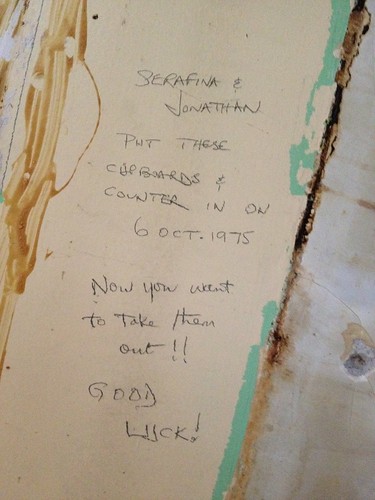 SERAFINA &
JONATHAN
PUT THESE
CUPBOARDS &
COUNTER IN ON
6 OCT. 1975
Now you want
to Take them
out!!
GOOD
LUCK!